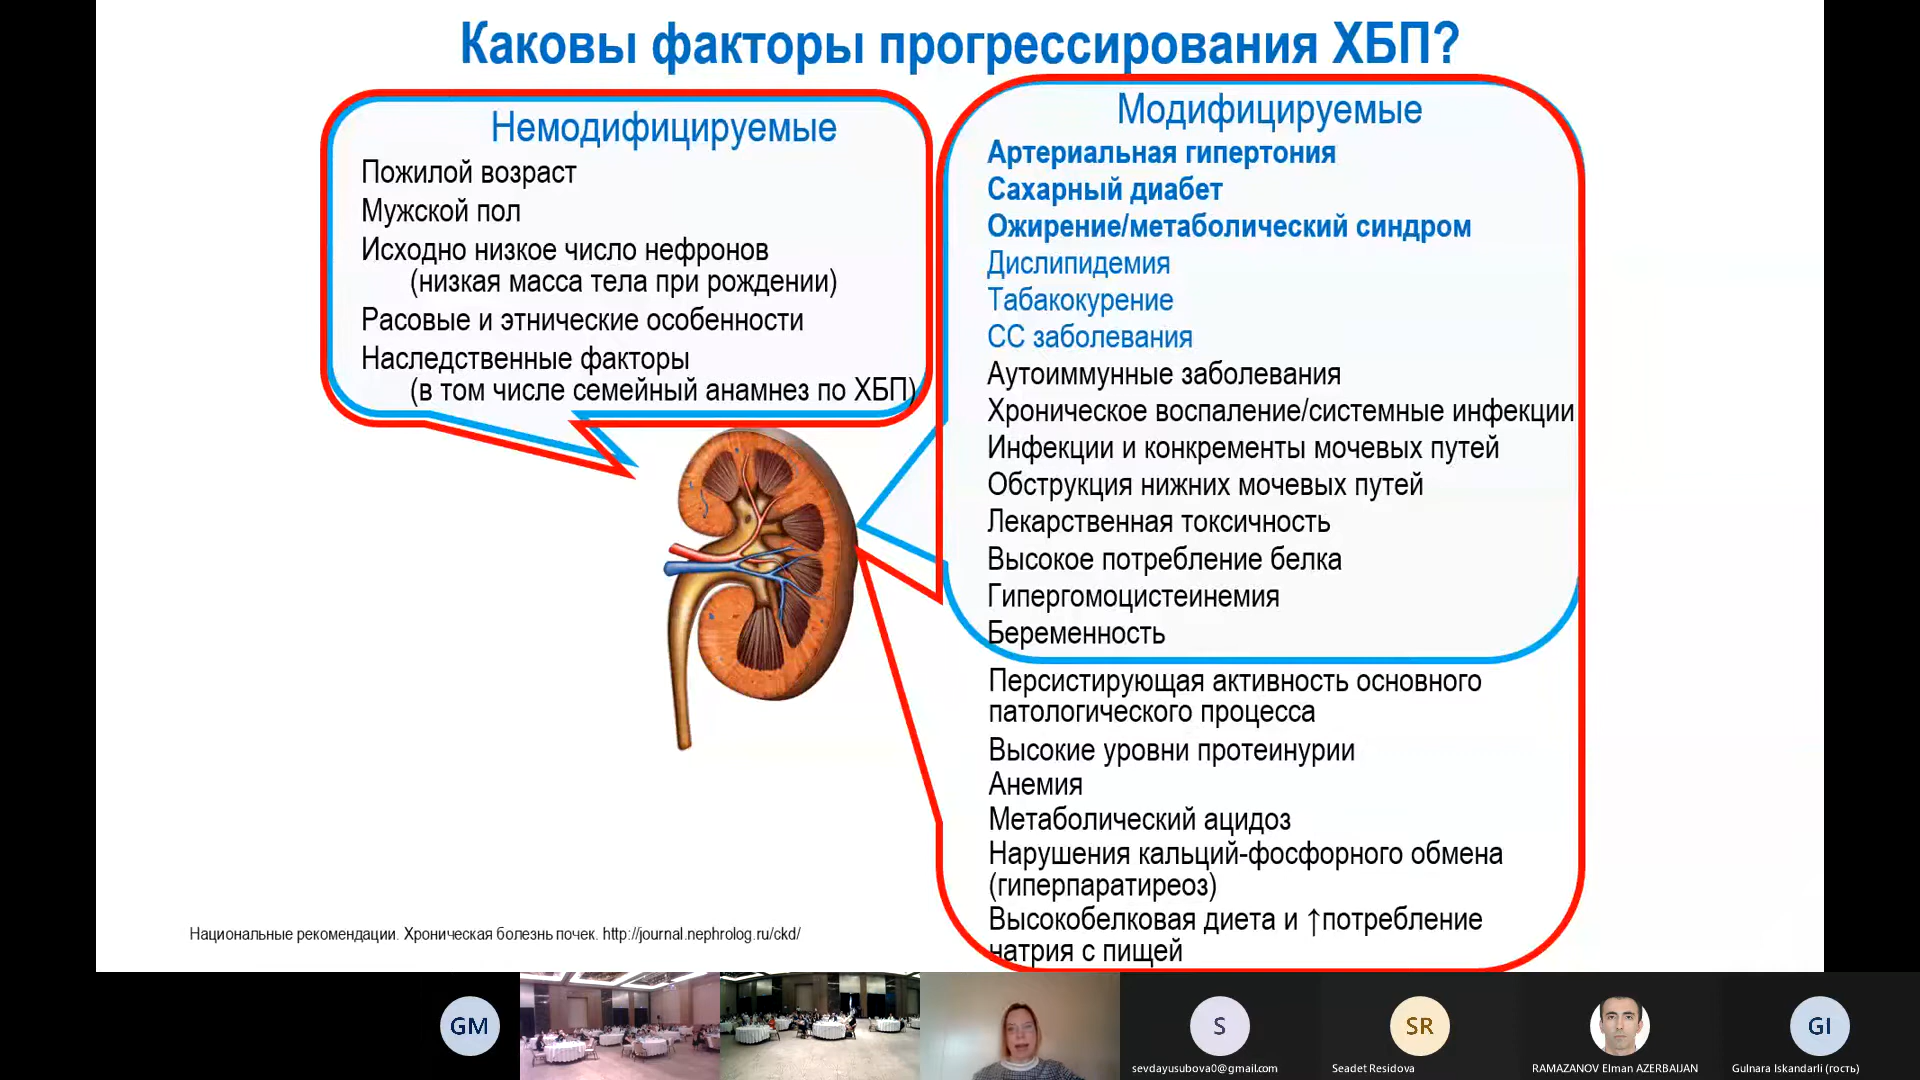 Каковы факторы прогрессирования ХБП?
Немодифицируемые
Пожилой возраст
Мужской пол
Исходно низкое число нефронов
(низкая масса тела при рождении)
Расовые и этнические особенности
Наследственные факторы
(в том числе семейный анамнез по ХБП)
Модифицируемые
Артериальная гипертония
Сахарный диабет
Ожирение/метаболический синдром
Дислипидемия
Табакокурение
СС заболевания
Аутоиммунные заболевания
Хроническое воспаление/системные инфекции
Инфекции и конкременты мочевых путей
Обструкция нижних мочевых путей
Лекарственная токсичность
Высокое потребление белка
Гипергомоцистеинемия
Беременность
Персистирующая активность основного
патологического процесса
Высокие уровни протеинурии
Анемия
Метаболический ацидоз
Нарушения кальций-фосфорного обмена
(гиперпаратиреоз)
Высокобелковая диета и ↑потребление
натрия с пищей
Национальные рекомендации. Хроническая болезнь почек. http://journal.nephrolog.ru/ckd/
GM
S
SR
GI
sevdayusubova0@gmail.com
Seadet Residova
RAMAZANOV Elman AZERBAIJAN
Gulnara Iskandarli (гость)